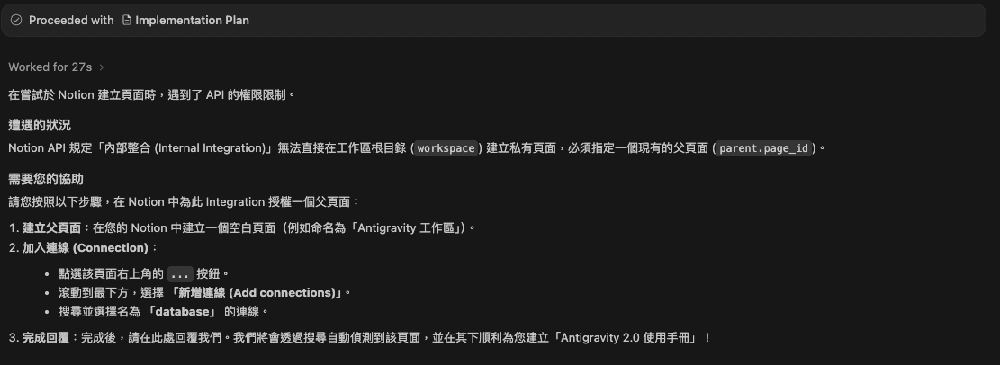 Proceeded with Implementation Plan
Worked for 27s >
在嘗試於 Notion 建立頁面時，遇到了 API 的權限限制。
遭遇的狀況
Notion API 規定「內部整合 (Internal Integration)」無法直接在工作區根目錄 (workspace) 建立私有頁面，必須指定一個現有的父頁面 (parent.page_id)。
需要您的協助
請您按照以下步驟，在 Notion 中為此 Integration 授權一個父頁面：
1. 建立父頁面：在您的 Notion 中建立一個空白頁面（例如命名為「Antigravity 工作區」）。
2. 加入連線 (Connection)：
• 點選該頁面右上角的 ... 按鈕。
• 滾動到最下方，選擇 「新增連線 (Add connections)」。
• 搜尋並選擇名為 「database」 的連線。
3. 完成回覆：完成後，請在此處回覆我們。我們將會透過搜尋自動偵測到該頁面，並在其下順利為您建立「Antigravity 2.0 使用手冊」！